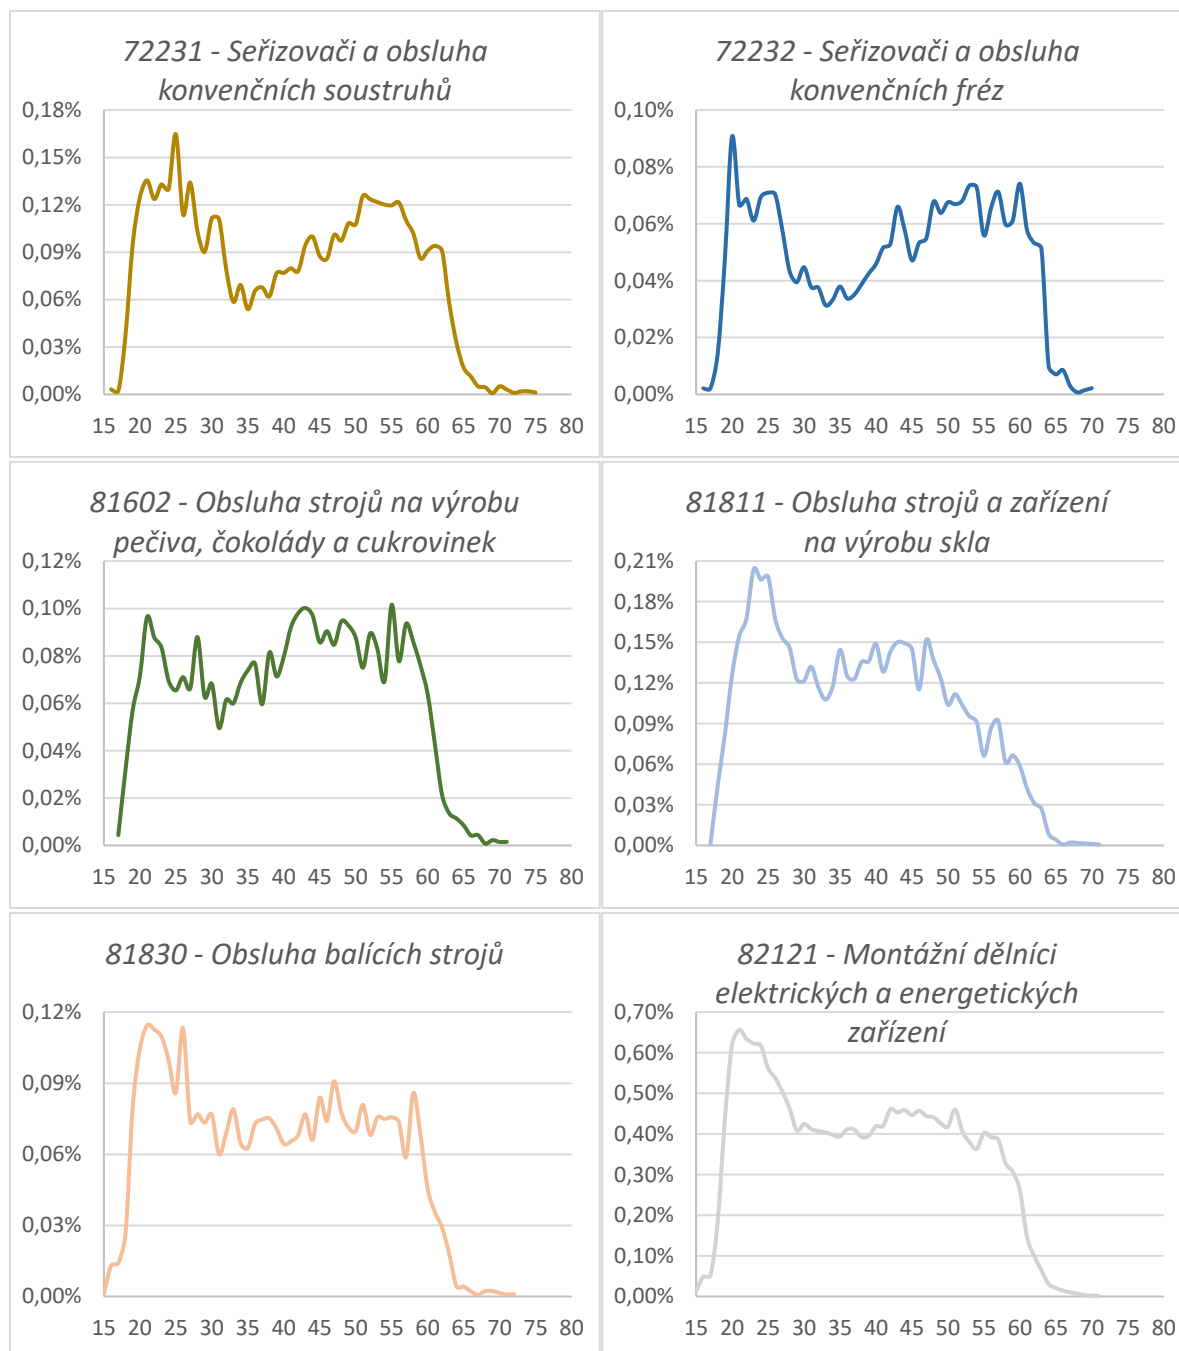 72231 - Seřizovači a obsluha
konvenčních soustruhů
0,18%
0,15%
0,12%
0,09%
0,06%
0,03%
0,00%
15 20 25 30 35 40 45 50 55 60 65 70 75 80
72232 - Seřizovači a obsluha
konvenčních fréz
0,10%
0,08%
0,06%
0,04%
0,02%
0,00%
15 20 25 30 35 40 45 50 55 60 65 70 75 80
81602 - Obsluha strojů na výrobu
pečiva, čokolády a cukrovinek
0,12%
0,10%
0,08%
0,06%
0,04%
0,02%
0,00%
15 20 25 30 35 40 45 50 55 60 65 70 75 80
81811 - Obsluha strojů a zařízení
na výrobu skla
0,21%
0,18%
0,15%
0,12%
0,09%
0,06%
0,03%
0,00%
15 20 25 30 35 40 45 50 55 60 65 70 75 80
81830 - Obsluha balících strojů
0,12%
0,09%
0,06%
0,03%
0,00%
15 20 25 30 35 40 45 50 55 60 65 70 75 80
82121 - Montážní dělníci
elektrických a energetických
zařízení
0,70%
0,60%
0,50%
0,40%
0,30%
0,20%
0,10%
0,00%
15 20 25 30 35 40 45 50 55 60 65 70 75 80